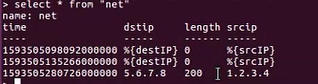 > select * from "net"
name: net
time dstip length srcip
---- ----- ------ -----
1593505098092000000 %{destIP} 0 %{srcIP}
1593505135266000000 %{destIP} 0 %{srcIP}
1593505280726000000 5.6.7.8 200 1.2.3.4